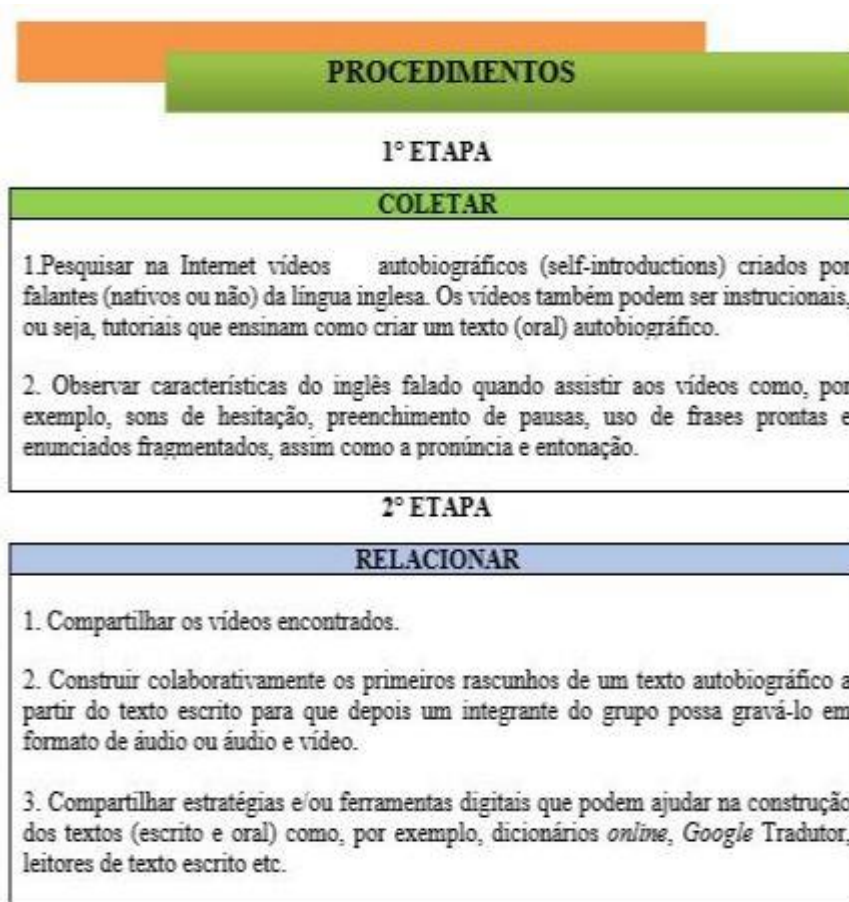 PROCEDIMENTOS
1° ETAPA
COLETAR
1.Pesquisar na Internet vídeos autobiográficos (self-introductions) criados por
falantes (nativos ou não) da língua inglesa. Os vídeos também podem ser instrucionais,
ou seja, tutoriais que ensinam como criar um texto (oral) autobiográfico.
2. Observar características do inglês falado quando assistir aos vídeos como, por
exemplo, sons de hesitação, preenchimento de pausas, uso de frases prontas e
enunciados fragmentados, assim como a pronúncia e entonação.
2° ETAPA
RELACIONAR
1. Compartilhar os vídeos encontrados.
2. Construir colaborativamente os primeiros rascunhos de um texto autobiográfico a
partir do texto escrito para que depois um integrante do grupo possa gravá-lo em
formato de áudio ou áudio e vídeo.
3. Compartilhar estratégias e/ou ferramentas digitais que podem ajudar na construção
dos textos (escrito e oral) como, por exemplo, dicionários online, Google Tradutor,
leitores de texto escrito etc.